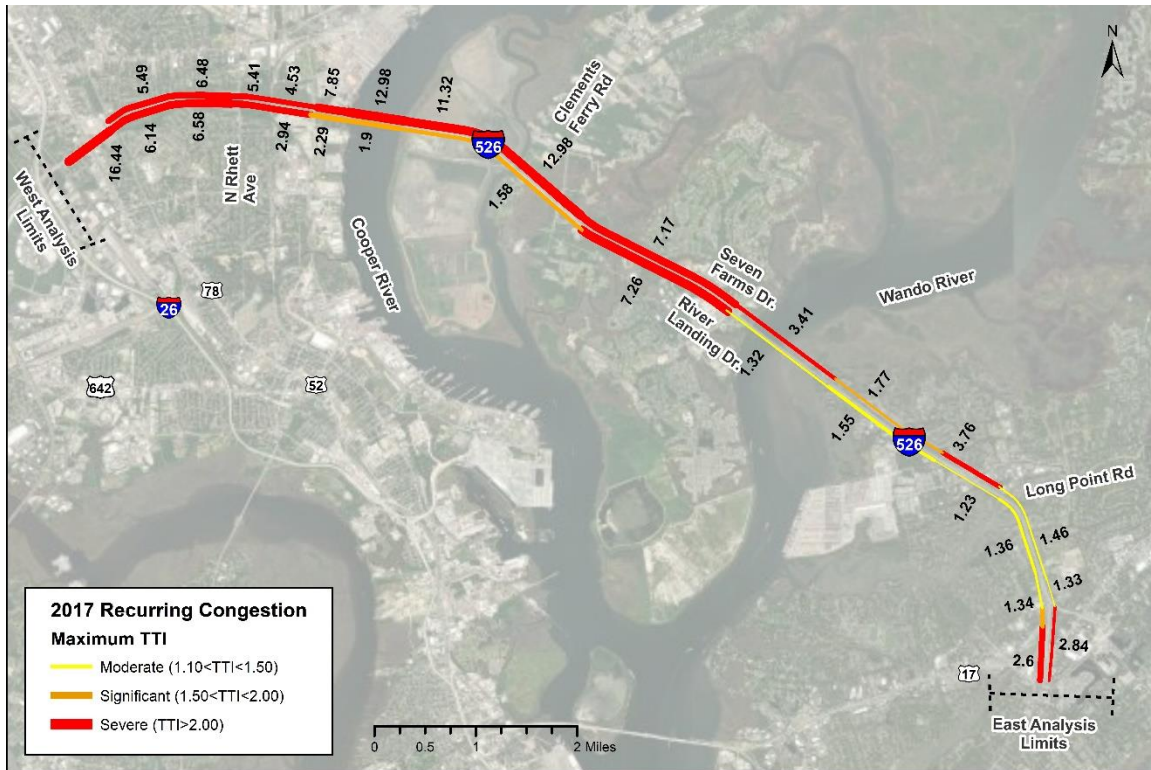 N
5.49
6.48
5.41
4.53
7.85
12.98
11.32
Clements
Ferry Rd
526
12.98
16.44
6.14
6.58
2.94
2.29
1.9
1.58
West Analysis
Limits
N Rhett
Ave
Cooper River
7.17
7.26
Seven
Farms Dr.
River
Landing Dr.
Wando River
78
26
642
52
3.41
1.32
1.77
1.55
526
3.76
1.23
Long Point Rd
1.36
1.46
1.34
1.33
2.6
2.84
17
East Analysis
Limits
2017 Recurring Congestion
Maximum TTI
Moderate (1.10<TTI<1.50)
Significant (1.50<TTI<2.00)
Severe (TTI>2.00)
0 0.5 1 2 Miles